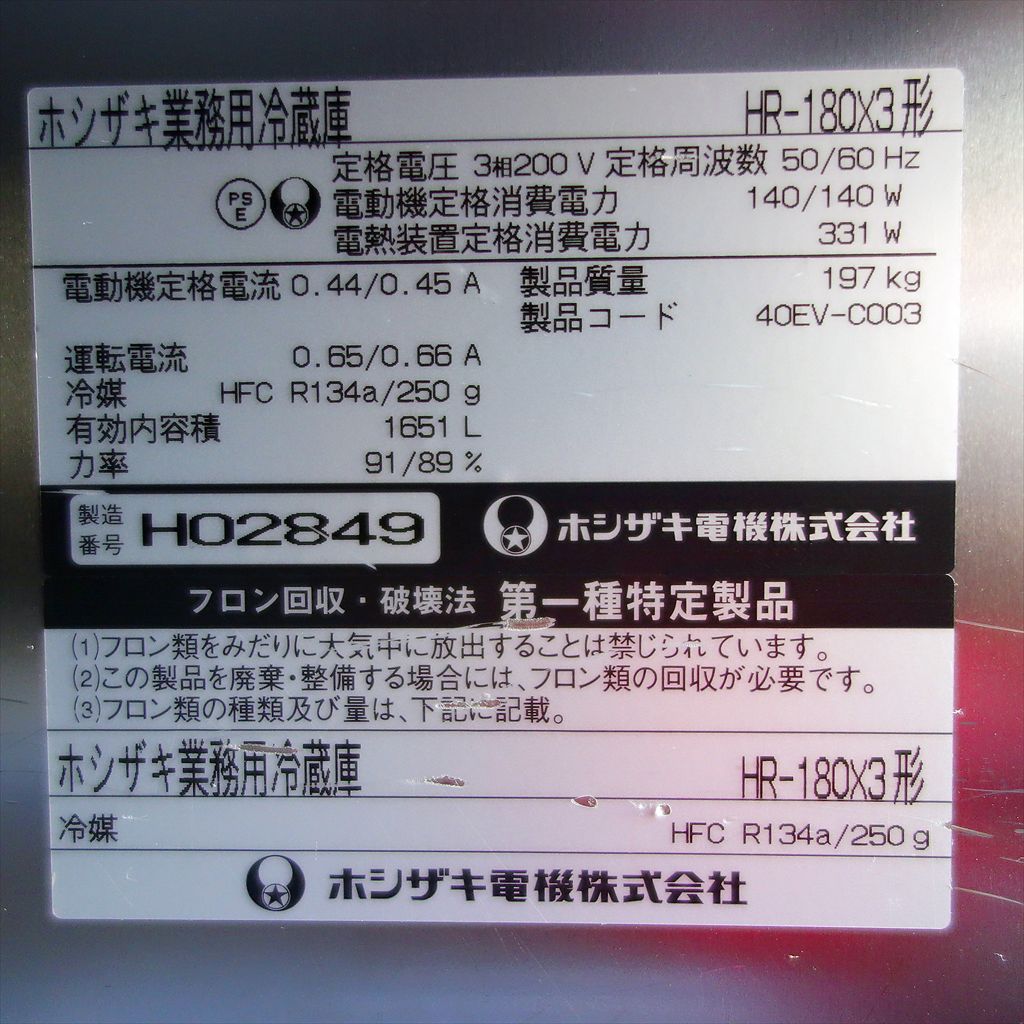 ホシザキ業務用冷蔵庫 HR-180X3形
定格電圧 3相200 V 定格周波数 50/60 Hz
PS E
電動機定格消費電力 140/140 W
電熱装置定格消費電力 331 W
電動機定格電流 0.44/0.45 A 製品質量 197 kg
製品コード 40EV-C003
運転電流 0.65/0.66 A
冷媒 HFC R134a/250 g
有効内容積 1651 L
力率 91/89 %
製造番号 H02849 ホシザキ電機株式会社
フロン回収・破壊法 第一種特定製品
(1)フロン類をみだりに大気中に放出することは禁じられています。
(2)この製品を廃棄・整備する場合には、フロン類の回収が必要です。
(3)フロン類の種類及び量は、下記に記載。
ホシザキ業務用冷蔵庫 HR-180X3形
冷媒 HFC R134a/250 g
ホシザキ電機株式会社